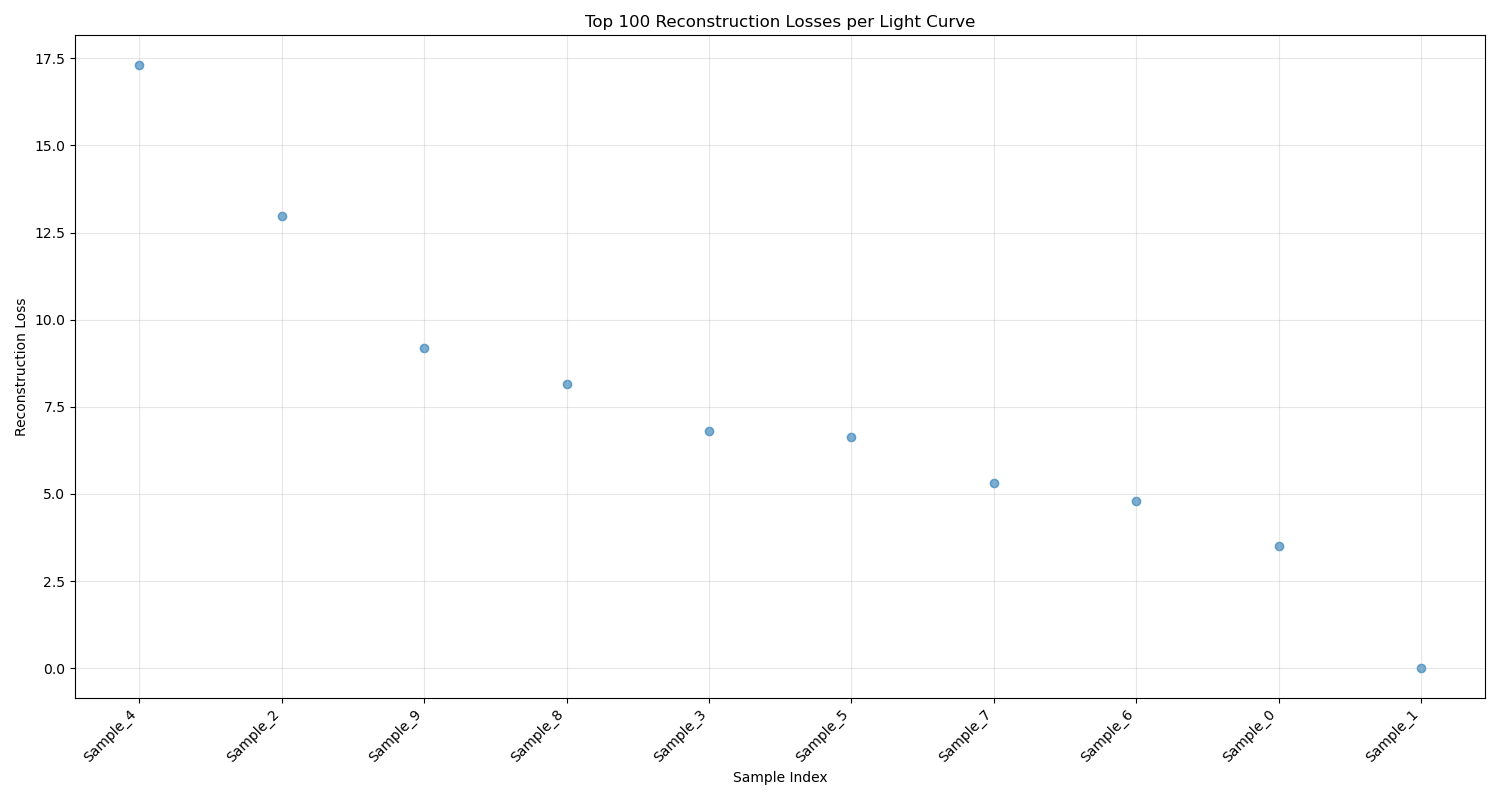 Top 100 Reconstruction Losses per Light Curve
Reconstruction Loss
17.5
15.0
12.5
10.0
7.5
5.0
2.5
0.0
Sample_4
Sample_2
Sample_9
Sample_8
Sample_3
Sample_5
Sample_7
Sample_6
Sample_0
Sample_1
Sample Index